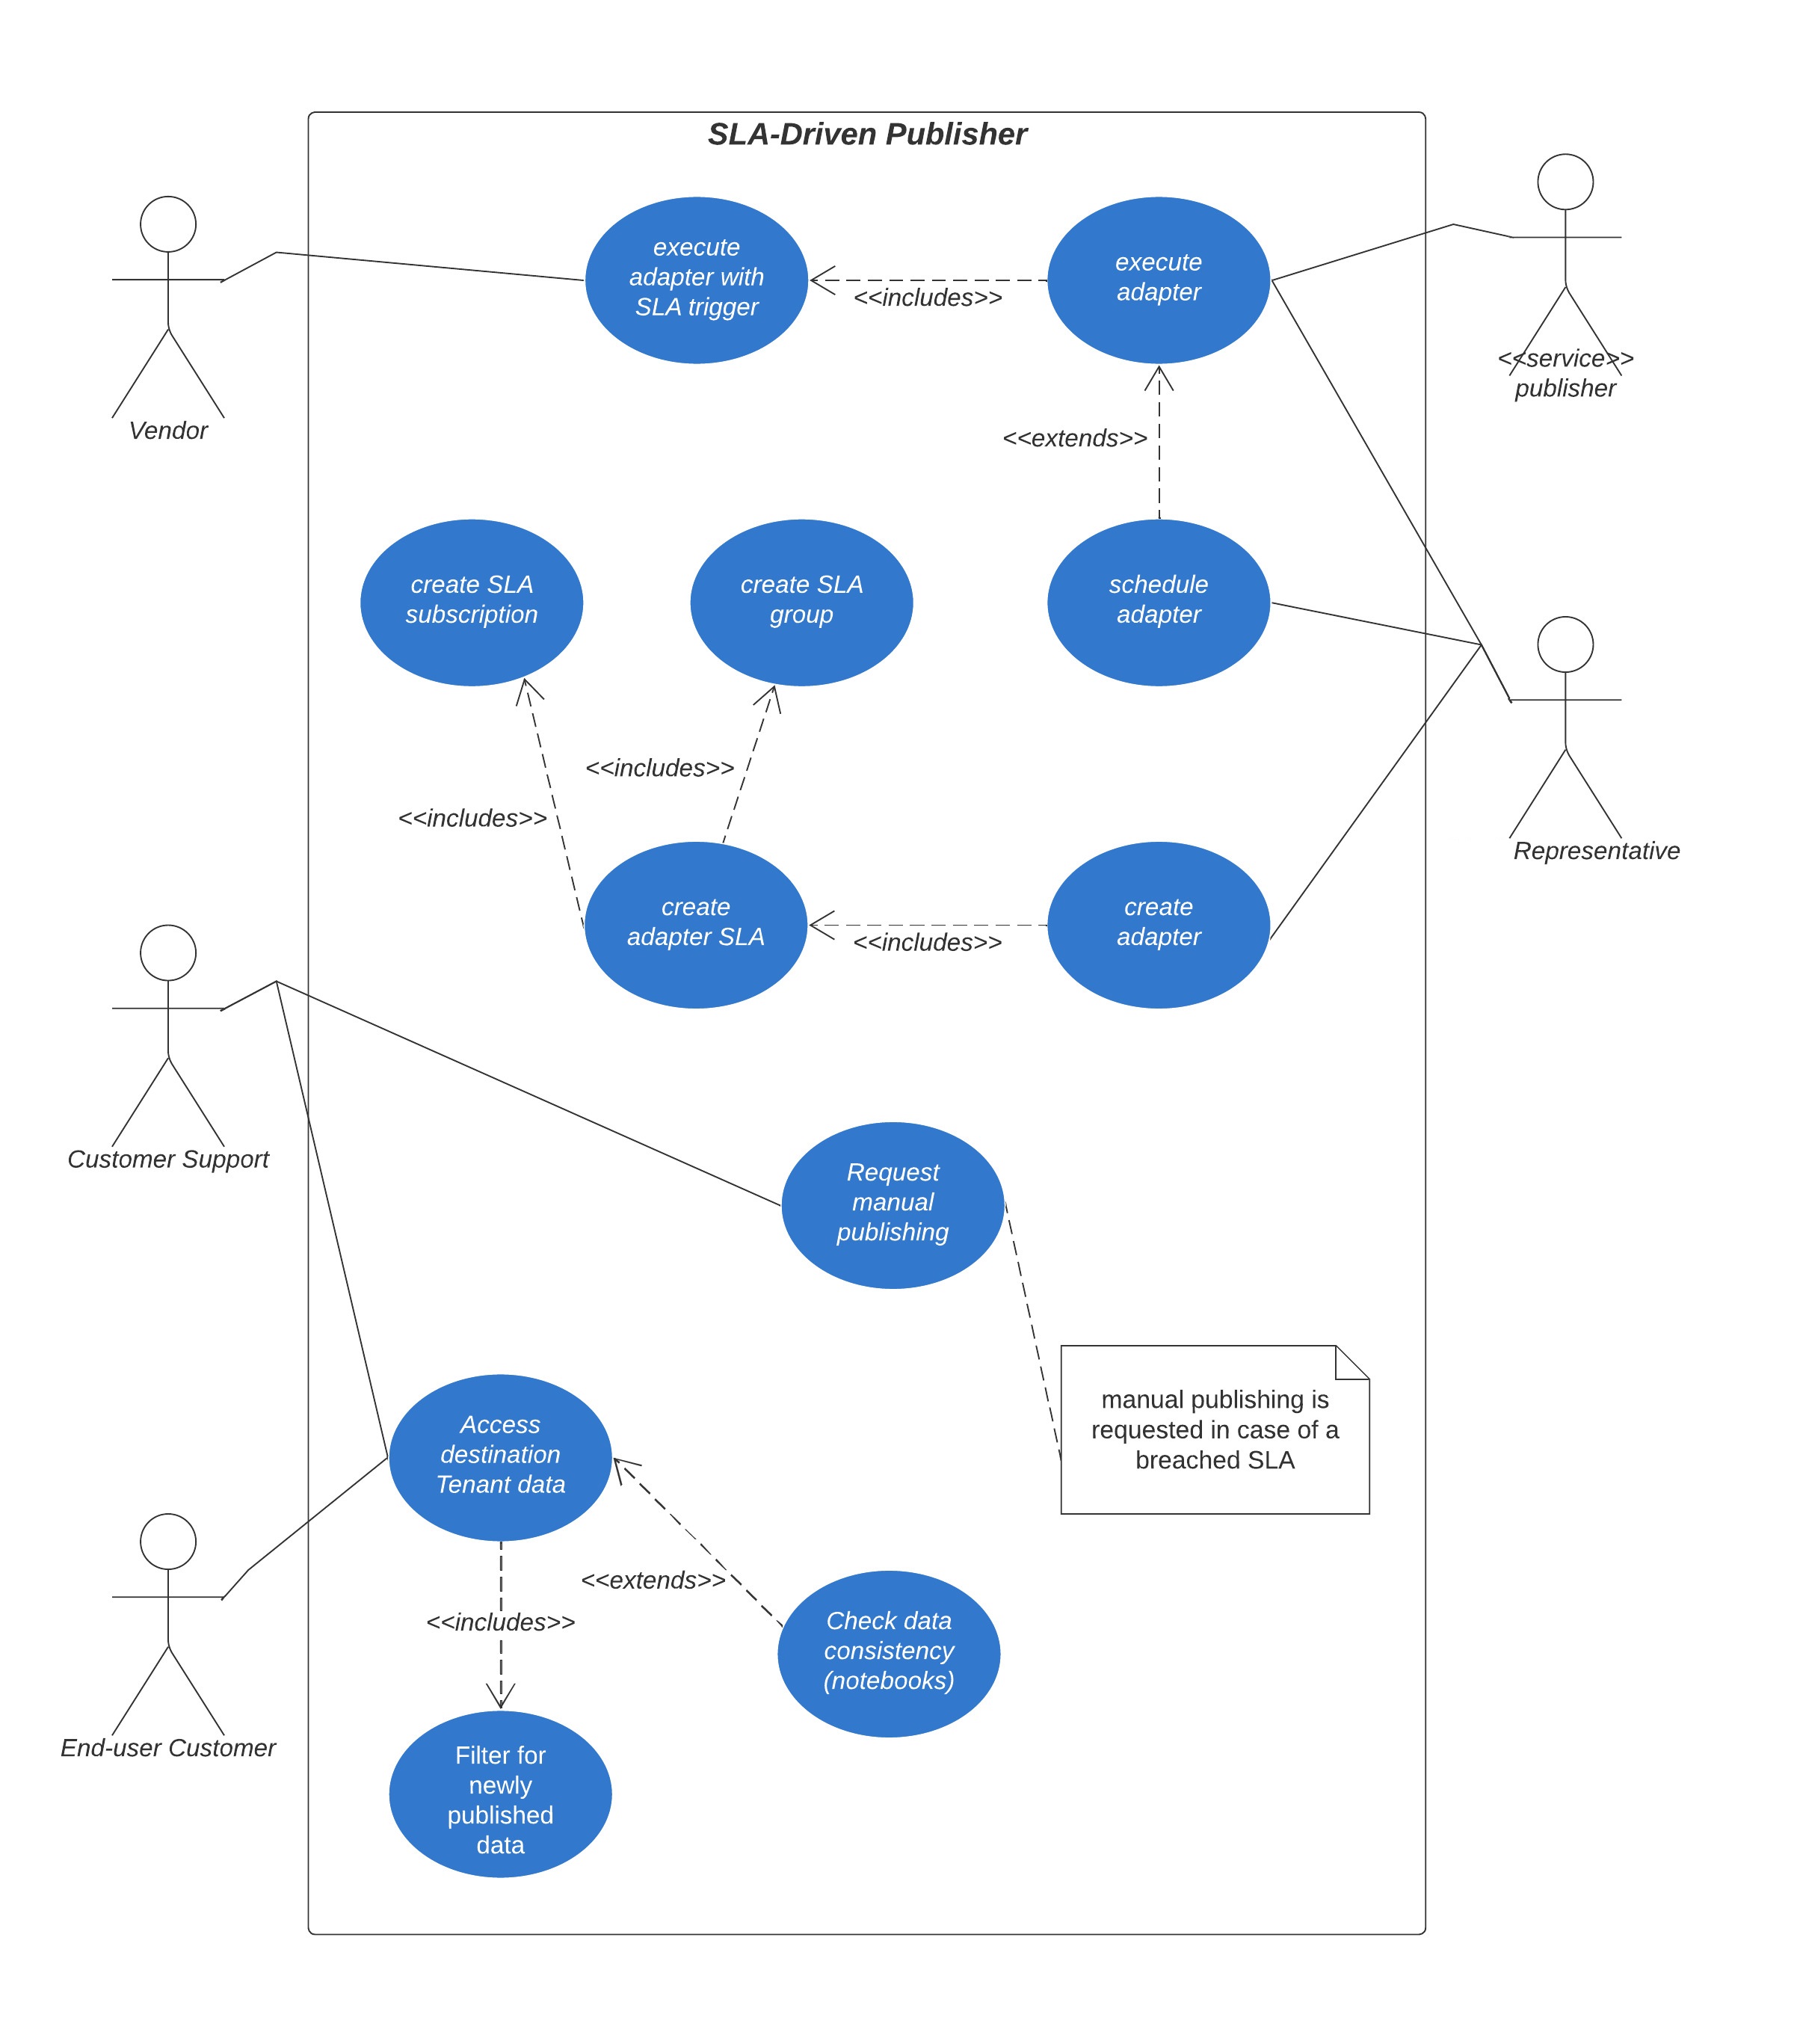 SLA-Driven Publisher
execute
adapter with
SLA trigger
<<includes>>
execute
adapter
<<service>>
publisher
Vendor
<<extends>>
create SLA
subscription
create SLA
group
schedule
adapter
<<includes>>
<<includes>>
Representative
create
adapter SLA
<<includes>>
create
adapter
Customer Support
Request
manual
publishing
manual publishing is
requested in case of a
breached SLA
Access
destination
Tenant data
<<extends>>
<<includes>>
Check data
consistency
(notebooks)
End-user Customer
Filter for
newly
published
data